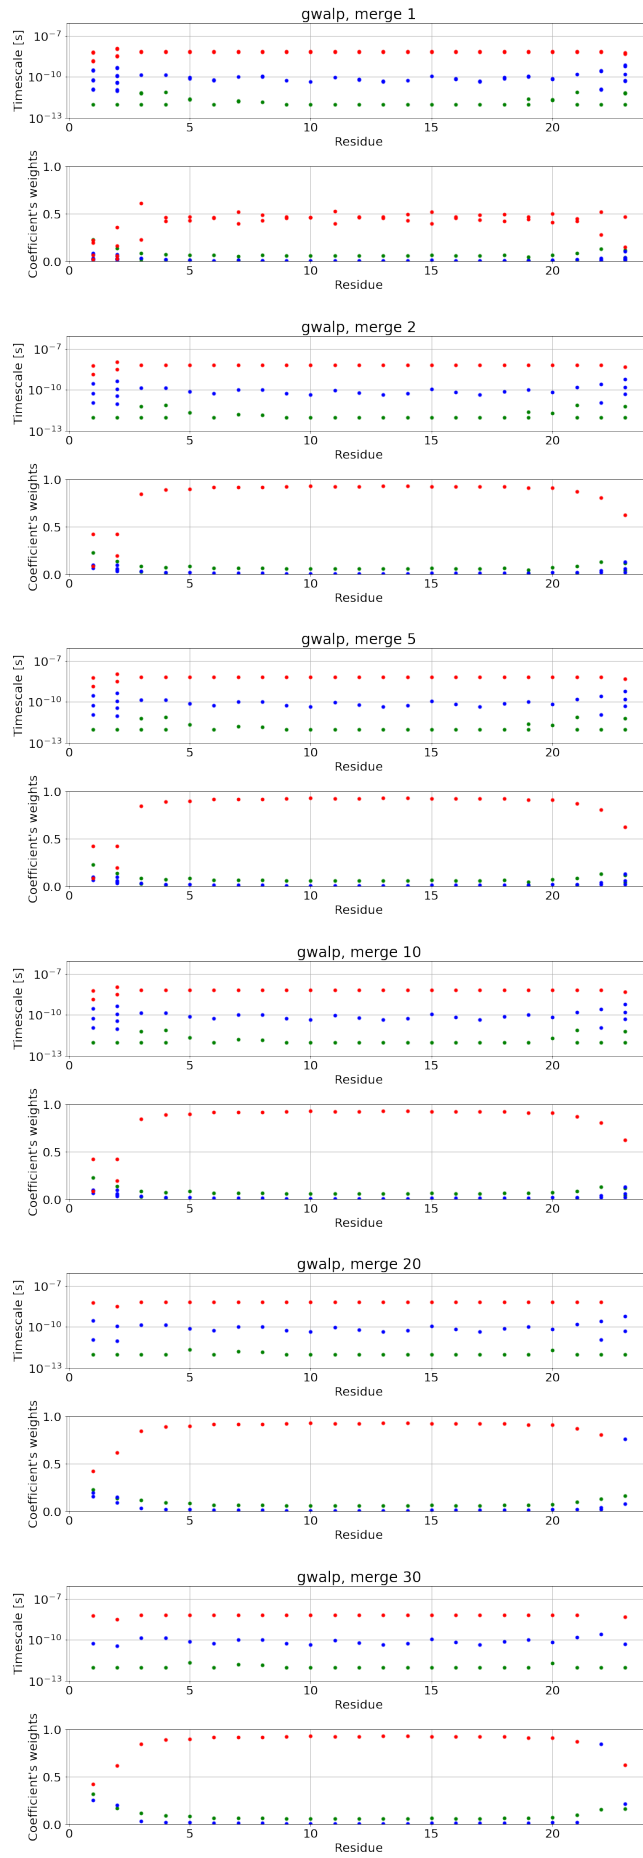 gwalp, merge 1
Timescale [s]
10⁻⁷
10⁻¹⁰
10⁻¹³
0 5 10 15 20
Residue
Coefficient's weights
1.0
0.5
0.0
0 5 10 15 20
Residue
gwalp, merge 2
Timescale [s]
10⁻⁷
10⁻¹⁰
10⁻¹³
0 5 10 15 20
Residue
Coefficient's weights
1.0
0.5
0.0
0 5 10 15 20
Residue
gwalp, merge 5
Timescale [s]
10⁻⁷
10⁻¹⁰
10⁻¹³
0 5 10 15 20
Residue
Coefficient's weights
1.0
0.5
0.0
0 5 10 15 20
Residue
gwalp, merge 10
Timescale [s]
10⁻⁷
10⁻¹⁰
10⁻¹³
0 5 10 15 20
Residue
Coefficient's weights
1.0
0.5
0.0
0 5 10 15 20
Residue
gwalp, merge 20
Timescale [s]
10⁻⁷
10⁻¹⁰
10⁻¹³
0 5 10 15 20
Residue
Coefficient's weights
1.0
0.5
0.0
0 5 10 15 20
Residue
gwalp, merge 30
Timescale [s]
10⁻⁷
10⁻¹⁰
10⁻¹³
0 5 10 15 20
Residue
Coefficient's weights
1.0
0.5
0.0
0 5 10 15 20
Residue